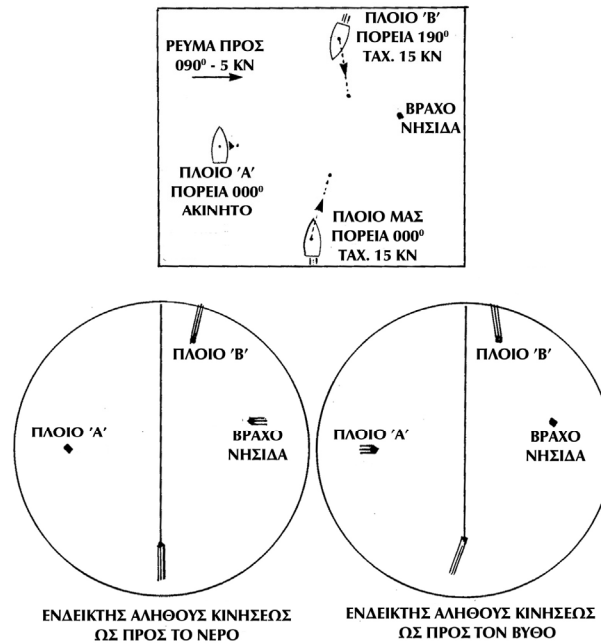 ΡΕΥΜΑ ΠΡΟΣ
090⁰ - 5 ΚΝ
ΠΛΟΙΟ 'Β'
ΠΟΡΕΙΑ 190⁰
ΤΑΧ. 15 ΚΝ
ΒΡΑΧΟ
ΝΗΣΙΔΑ
ΠΛΟΙΟ 'Α'
ΠΟΡΕΙΑ 000⁰
ΑΚΙΝΗΤΟ
ΠΛΟΙΟ ΜΑΣ
ΠΟΡΕΙΑ 000⁰
ΤΑΧ. 15 ΚΝ
ΠΛΟΙΟ 'Β'
ΠΛΟΙΟ 'Α'
ΒΡΑΧΟ
ΝΗΣΙΔΑ
ΕΝΔΕΙΚΤΗΣ ΑΛΗΘΟΥΣ ΚΙΝΗΣΕΩΣ
ΩΣ ΠΡΟΣ ΤΟ ΝΕΡΟ
ΠΛΟΙΟ 'Β'
ΠΛΟΙΟ 'Α'
ΒΡΑΧΟ
ΝΗΣΙΔΑ
ΕΝΔΕΙΚΤΗΣ ΑΛΗΘΟΥΣ ΚΙΝΗΣΕΩΣ
ΩΣ ΠΡΟΣ ΤΟΝ ΒΥΘΟ